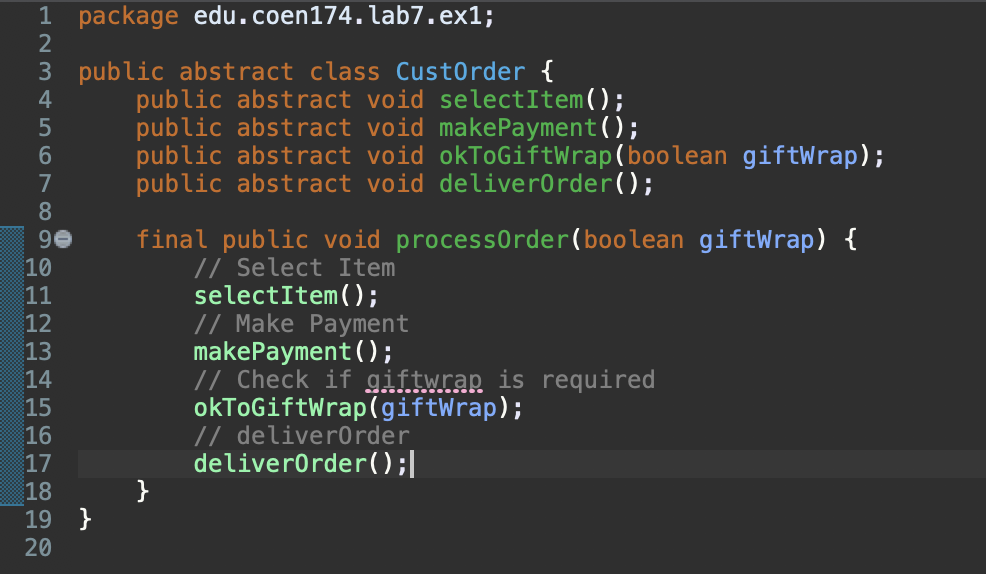 1 package edu.coen174.lab7.ex1;
2
3 public abstract class CustOrder {
4     public abstract void selectItem();
5     public abstract void makePayment();
6     public abstract void okToGiftWrap(boolean giftWrap);
7     public abstract void deliverOrder();
8
9     final public void processOrder(boolean giftWrap) {
10         // Select Item
11         selectItem();
12         // Make Payment
13         makePayment();
14         // Check if giftwrap is required
15         okToGiftWrap(giftWrap);
16         // deliverOrder
17         deliverOrder();
18     }
19 }
20